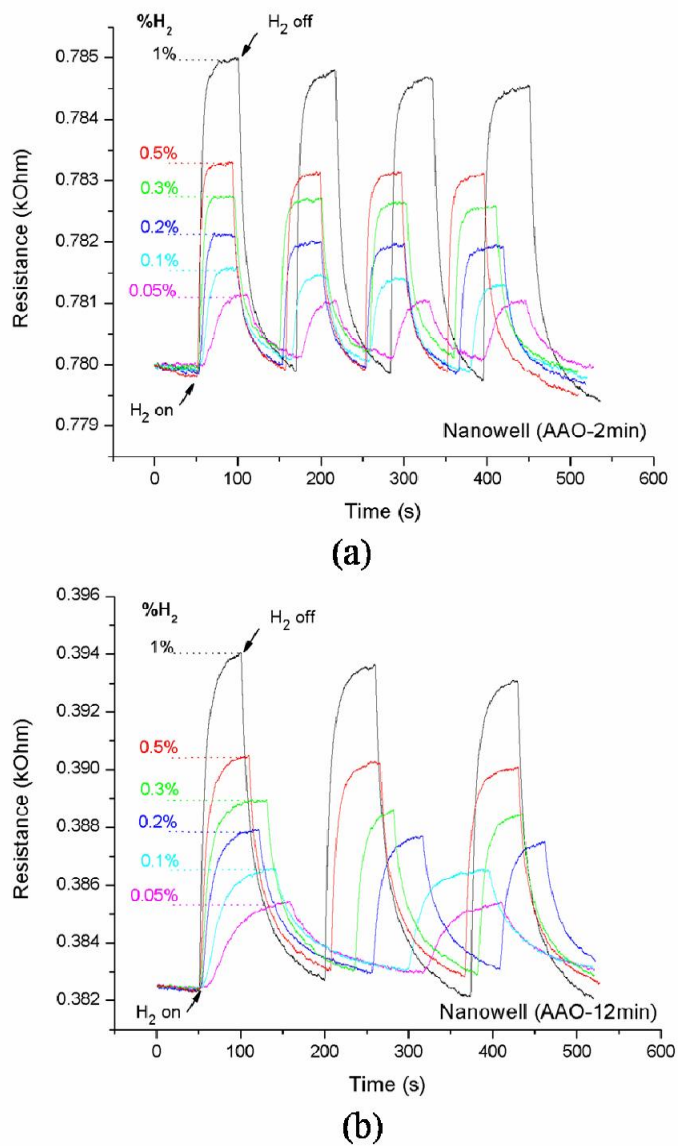 %H2
H2 off
1%
0.5%
0.3%
0.2%
0.1%
0.05%
H2 on
0.785
0.784
0.783
0.782
0.781
0.780
0.779
Resistance (kOhm)
Nanowell (AAO-2min)
0 100 200 300 400 500 600
Time (s)
(a)
%H2
H2 off
1%
0.5%
0.3%
0.2%
0.1%
0.05%
H2 on
0.396
0.394
0.392
0.390
0.388
0.386
0.384
0.382
Resistance (kOhm)
Nanowell (AAO-12min)
0 100 200 300 400 500 600
Time (s)
(b)